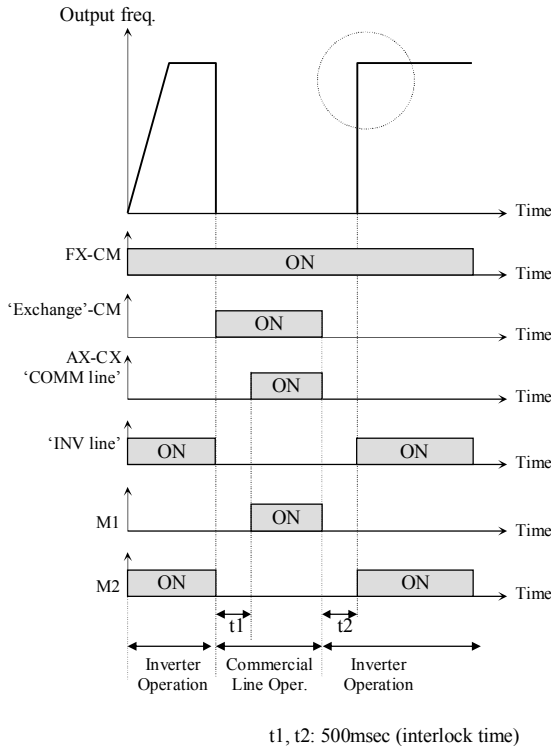 Output freq.
Time
FX-CM
ON
Time
‘Exchange’-CM
ON
Time
AX-CX
‘COMM line’
ON
Time
‘INV line’
ON
ON
Time
M1
ON
Time
M2
ON
ON
Time
t1
t2
Inverter
Operation
Commercial
Line Oper.
Inverter
Operation
t1, t2: 500msec (interlock time)